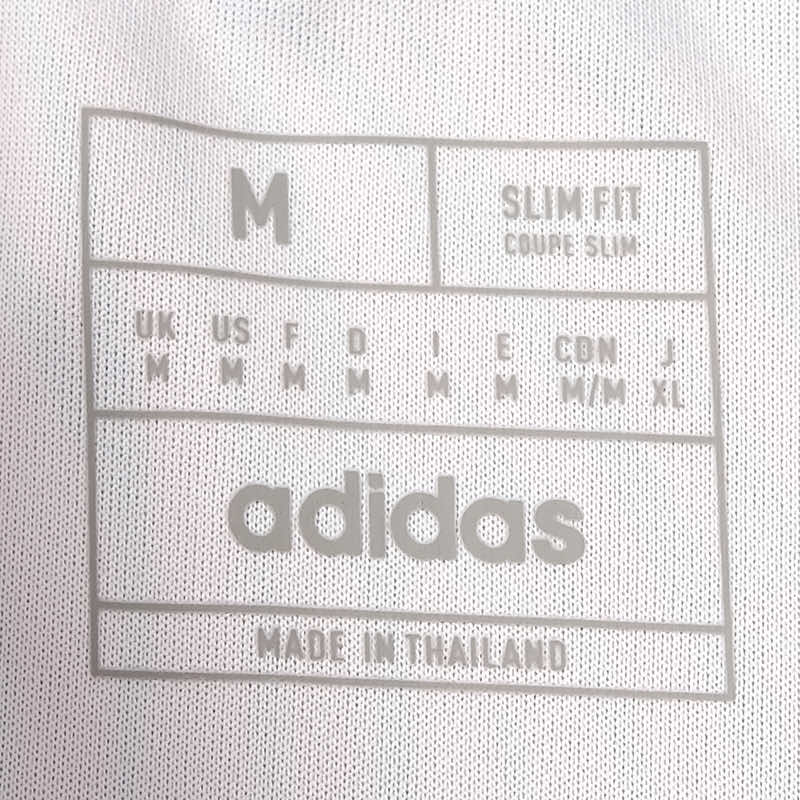 M
SLIM FIT
COUPE SLIM
UK US F D I E CDN J
M M M M M M M/M XL
adidas
MADE IN THAILAND